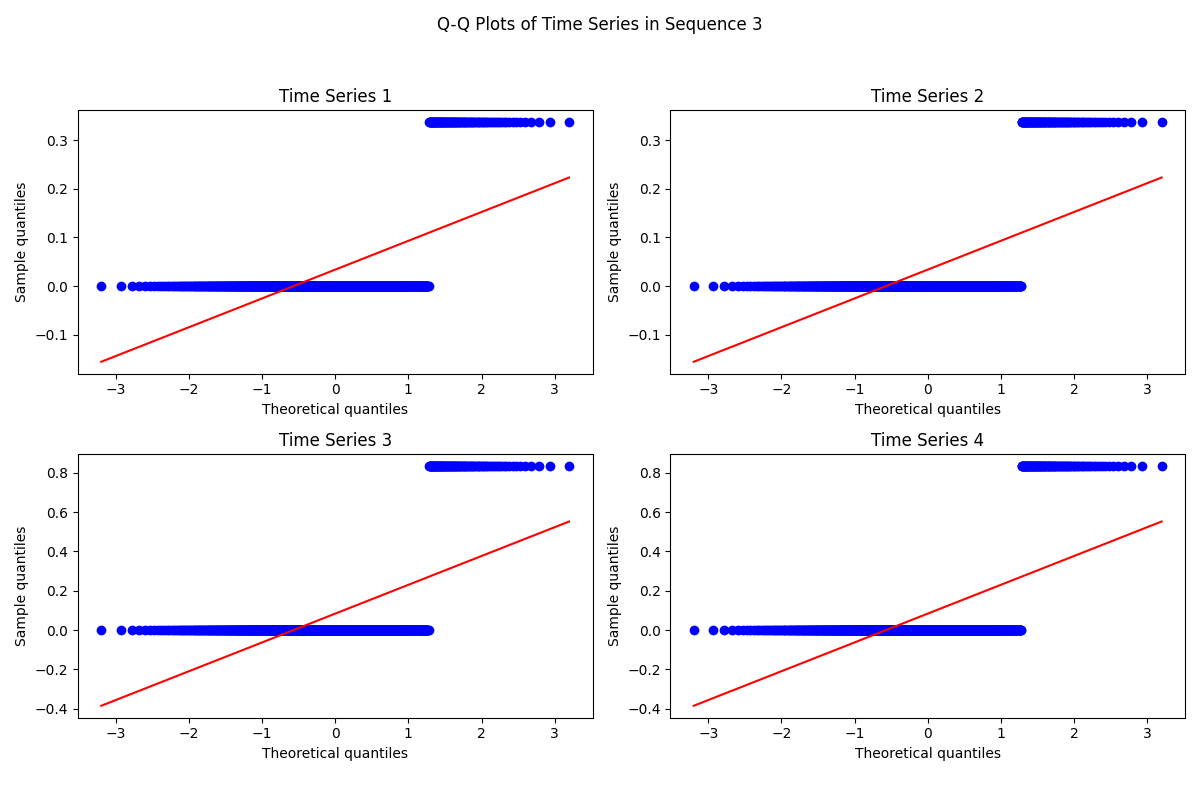 Q-Q Plots of Time Series in Sequence 3
Time Series 1
Sample quantiles
0.3
0.2
0.1
0.0
−0.1
−3 −2 −1 0 1 2 3
Theoretical quantiles
Time Series 2
Sample quantiles
0.3
0.2
0.1
0.0
−0.1
−3 −2 −1 0 1 2 3
Theoretical quantiles
Time Series 3
Sample quantiles
0.8
0.6
0.4
0.2
0.0
−0.2
−0.4
−3 −2 −1 0 1 2 3
Theoretical quantiles
Time Series 4
Sample quantiles
0.8
0.6
0.4
0.2
0.0
−0.2
−0.4
−3 −2 −1 0 1 2 3
Theoretical quantiles